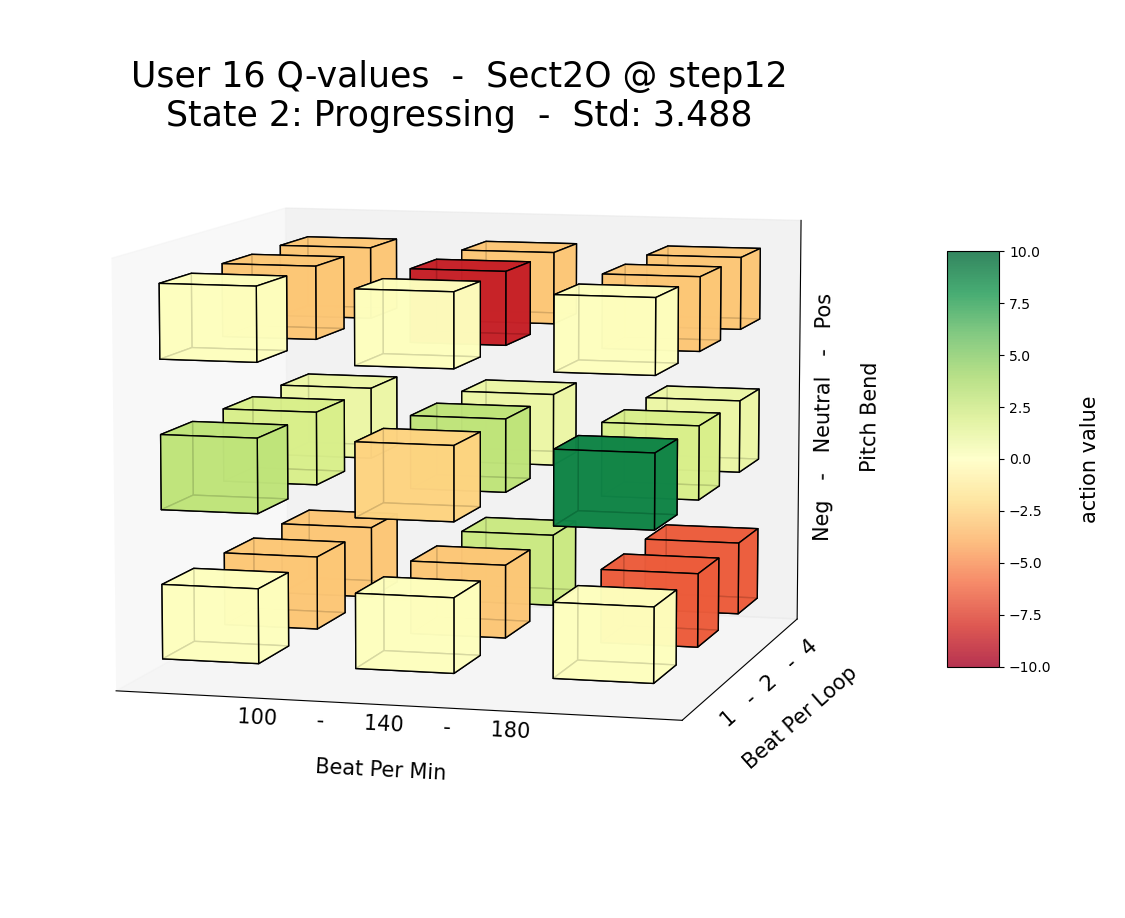 User 16 Q-values  -  Sect2O @ step12
State 2: Progressing  -  Std: 3.488
Neg  -  Neutral  -  Pos
Pitch Bend
100  -  140  -  180
Beat Per Min
1  -  2  -  4
Beat Per Loop
10.0
7.5
5.0
2.5
0.0
−2.5
−5.0
−7.5
−10.0
action value